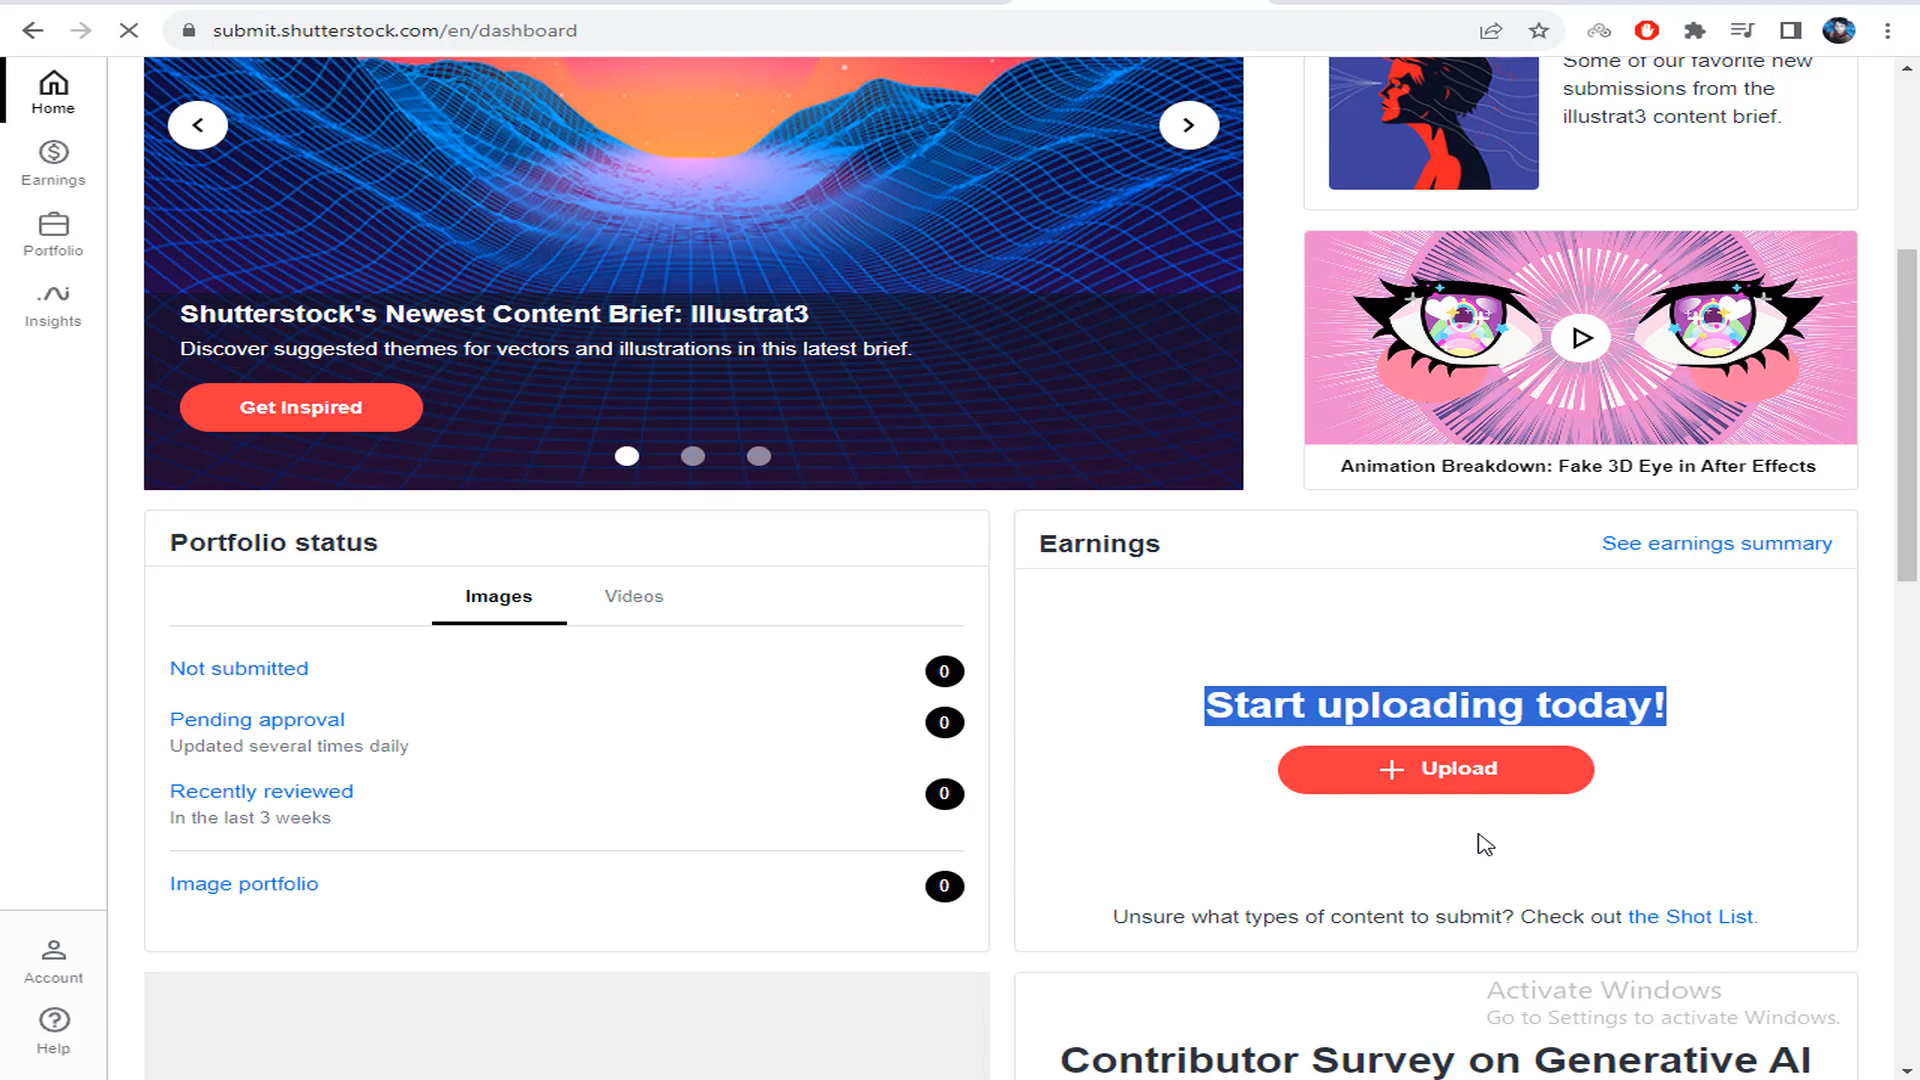 submit.shutterstock.com/en/dashboard
Home
Earnings
Portfolio
Insights
Account
Help
Shutterstock's Newest Content Brief: Illustrat3
Discover suggested themes for vectors and illustrations in this latest brief.
Get Inspired
Some of our favorite new
submissions from the
illustrat3 content brief.
Animation Breakdown: Fake 3D Eye in After Effects
Portfolio status
Images Videos
Not submitted 0
Pending approval 0
Updated several times daily
Recently reviewed 0
In the last 3 weeks
Image portfolio 0
Earnings See earnings summary
Start uploading today!
+ Upload
Unsure what types of content to submit? Check out the Shot List.
Activate Windows
Go to Settings to activate Windows.
Contributor Survey on Generative AI